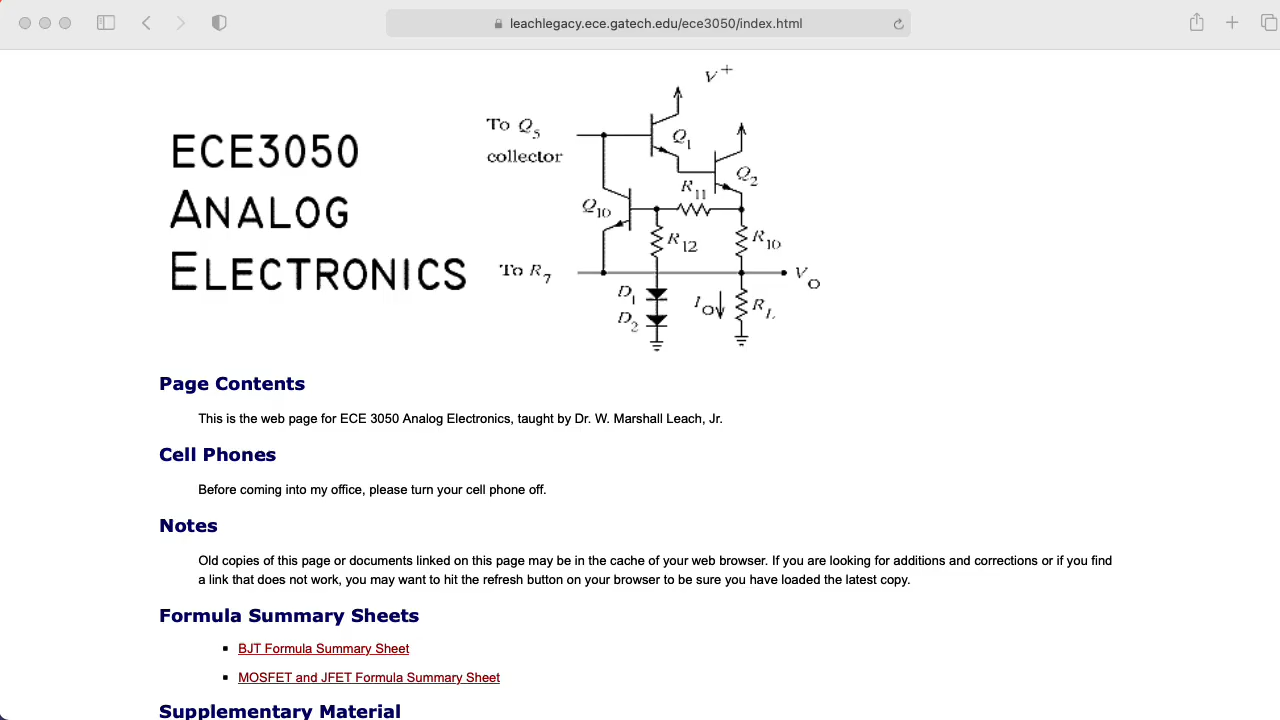 leachlegacy.ece.gatech.edu/ece3050/index.html
ECE3050
ANALOG
ELECTRONICS
V+
To Q5
collector
Q1
Q2
R11
Q10
R12
R10
To R7
VO
D1
IO
RL
D2
Page Contents
This is the web page for ECE 3050 Analog Electronics, taught by Dr. W. Marshall Leach, Jr.
Cell Phones
Before coming into my office, please turn your cell phone off.
Notes
Old copies of this page or documents linked on this page may be in the cache of your web browser. If you are looking for additions and corrections or if you find
a link that does not work, you may want to hit the refresh button on your browser to be sure you have loaded the latest copy.
Formula Summary Sheets
BJT Formula Summary Sheet
MOSFET and JFET Formula Summary Sheet
Supplementary Material